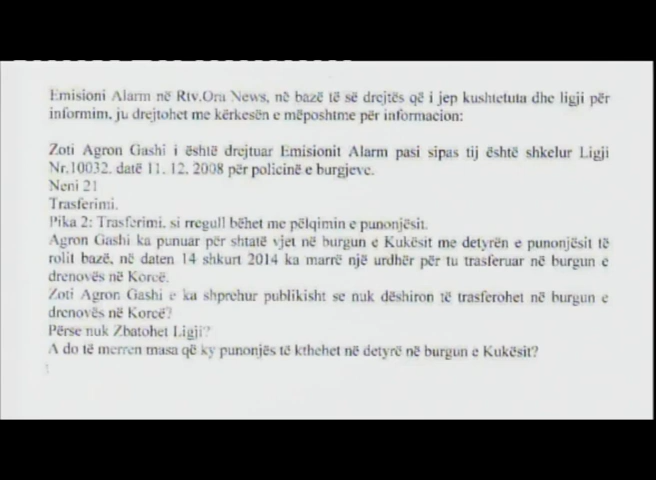 Emisioni Alarm në Rtv.Ora News, në bazë të së drejtës që i jep kushtetuta dhe ligji për
informim, ju drejtohet me kërkesën e mëposhtme për informacion:
Zoti Agron Gashi i është drejtuar Emisionit Alarm pasi sipas tij është shkelur Ligji
Nr.10032. datë 11. 12. 2008 për policinë e burgjeve.
Neni 21
Trasferimi.
Pika 2: Trasferimi, si rregull bëhet me pëlqimin e punonjësit.
Agron Gashi ka punuar për shtatë vjet në burgun e Kukësit me detyrën e punonjësit të
rolit bazë, në daten 14 shkurt 2014 ka marrë një urdhër për tu trasferuar në burgun e
drenovës në Korcë.
Zoti Agron Gashi e ka shprehur publikisht se nuk dëshiron të trasferohet në burgun e
drenovës në Korcë?
Përse nuk Zbatohet Ligji?
A do të merren masa që ky punonjës të kthehet në detyrë në burgun e Kukësit?